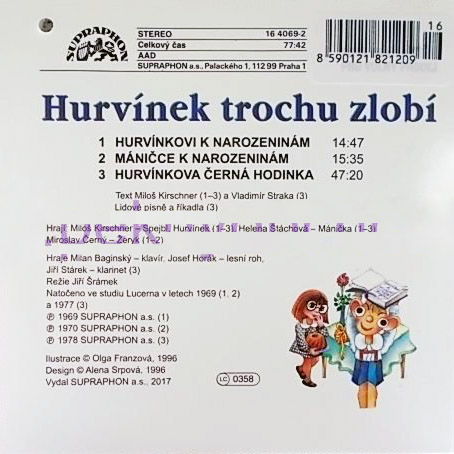 SUPRAPHON
STEREO 16 4069-2
Celkový čas 77:42
AAD
SUPRAPHON a.s., Palackého 1, 112 99 Praha 1
16
8 590121 821209
Hurvínek trochu zlobí
1 HURVÍNKOVI K NAROZENINÁM 14:47
2 MÁNIČCE K NAROZENINÁM 15:35
3 HURVÍNKOVA ČERNÁ HODINKA 47:20
Text Miloš Kirschner (1–3) a Vladimír Straka (3)
Lidové písně a říkadla (3)
Hrají Miloš Kirschner – Spejbl, Hurvínek (1–3), Helena Štáchová – Mánička (1–3)
Miroslav Černý – Žeryk (1–2)
Hraje Milan Baginský – klavír, Josef Horák – lesní roh,
Jiří Stárek – klarinet (3)
Režie Jiří Šrámek
Natočeno ve studiu Lucerna v letech 1969 (1, 2)
a 1977 (3)
℗ 1969 SUPRAPHON a.s. (1)
℗ 1970 SUPRAPHON a.s. (2)
℗ 1978 SUPRAPHON a.s. (3)
Ilustrace © Olga Franzová, 1996
Design © Alena Srpová, 1996
Vydal SUPRAPHON a.s., 2017
LC 0358